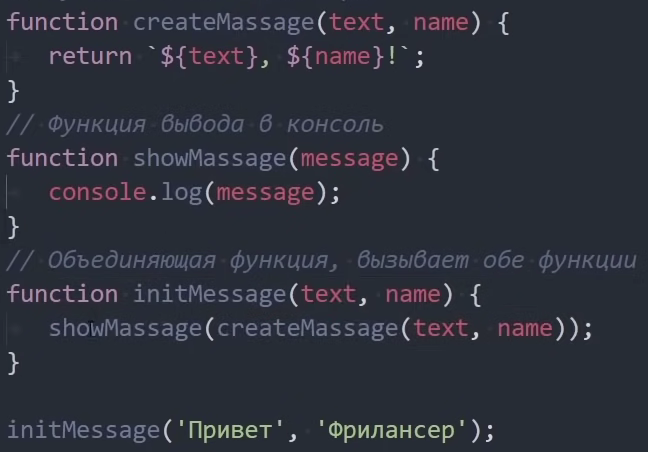 function createMassage(text, name) {
return `${text}, ${name}!`;
}
// Функция вывода в консоль
function showMassage(message) {
console.log(message);
}
// Объединяющая функция, вызывает обе функции
function initMessage(text, name) {
showMassage(createMassage(text, name));
}
initMessage('Привет', 'Фрилансер');